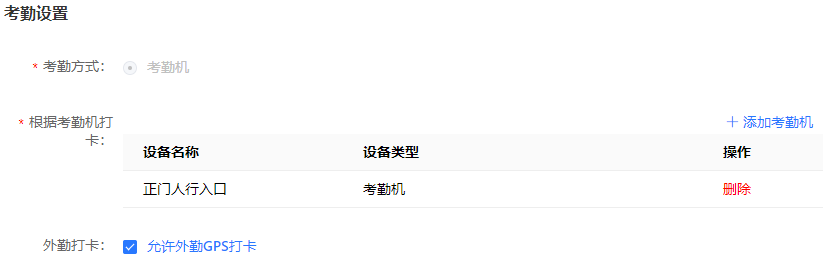 考勤设置
* 考勤方式： 考勤机
* 根据考勤机打卡：
+ 添加考勤机
设备名称 设备类型 操作
正门人行入口 考勤机 删除
外勤打卡： 允许外勤GPS打卡